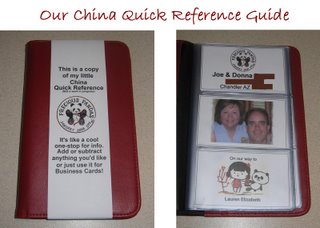 Our China Quick Reference Guide
This is a copy
of my little
China
Quick Reference
It's like a cool
one-stop for info.
Add or subtract
anything you'd like
or just use it for
Business Cards!
Joe & Donna
Chandler AZ
On our way to
Lauren Elizabeth